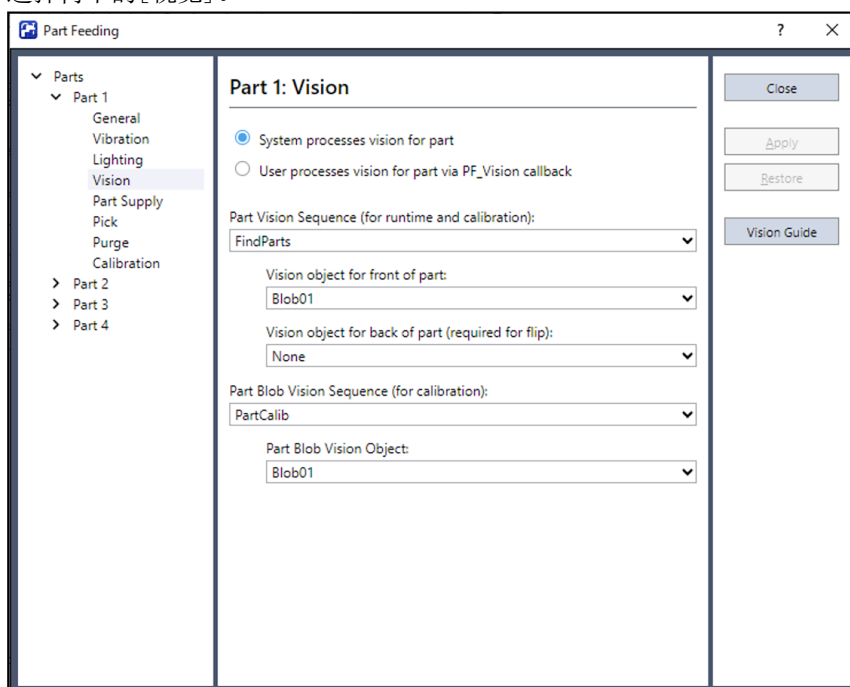 Part Feeding
Parts
Part 1
General
Vibration
Lighting
Vision
Part Supply
Pick
Purge
Calibration
Part 2
Part 3
Part 4
Part 1: Vision
System processes vision for part
User processes vision for part via PF_Vision callback
Part Vision Sequence (for runtime and calibration):
FindParts
Vision object for front of part:
Blob01
Vision object for back of part (required for flip):
None
Part Blob Vision Sequence (for calibration):
PartCalib
Part Blob Vision Object:
Blob01
Close
Apply
Restore
Vision Guide